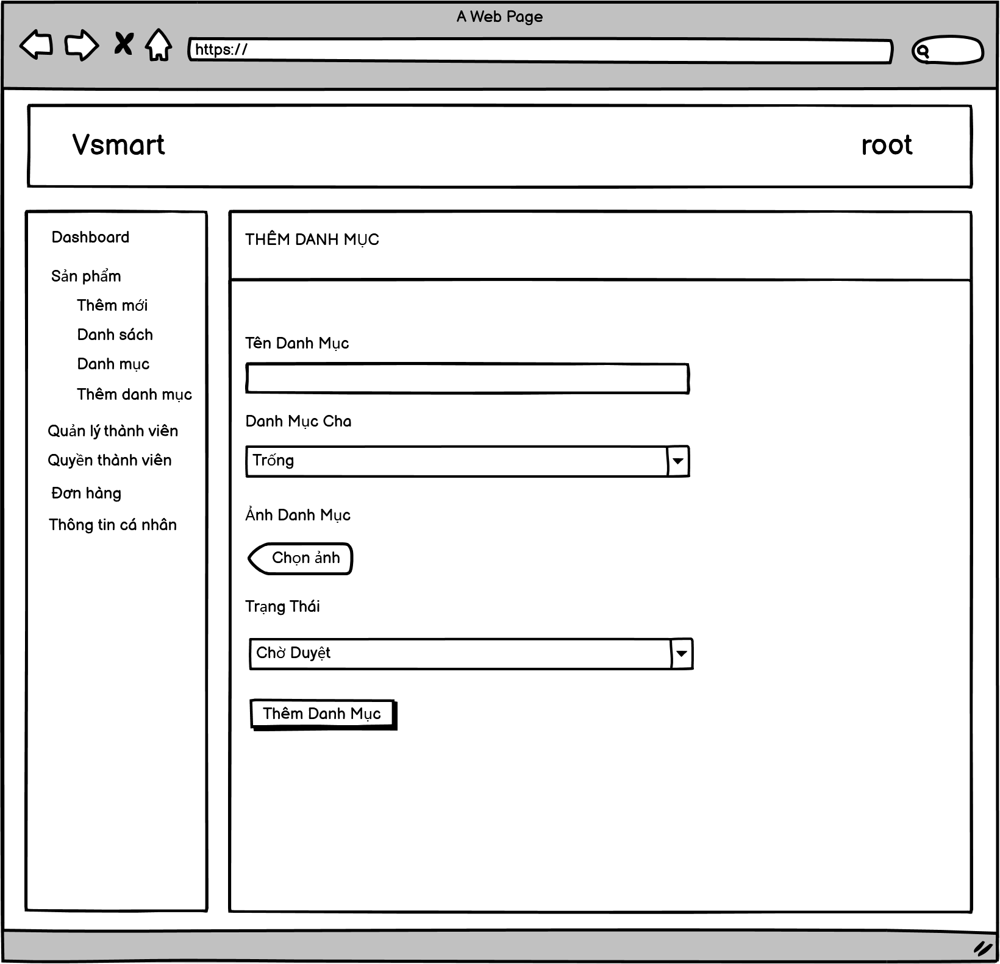 A Web Page
https://
Vsmart
root
Dashboard
Sản phẩm
Thêm mới
Danh sách
Danh mục
Thêm danh mục
Quản lý thành viên
Quyền thành viên
Đơn hàng
Thông tin cá nhân
THÊM DANH MỤC
Tên Danh Mục
Danh Mục Cha
Trống
Ảnh Danh Mục
Chọn ảnh
Trạng Thái
Chờ Duyệt
Thêm Danh Mục